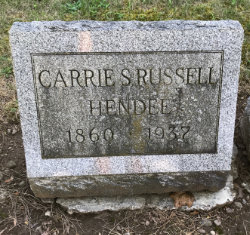 CARRIE S. RUSSELL
HENDEE
1860 1937